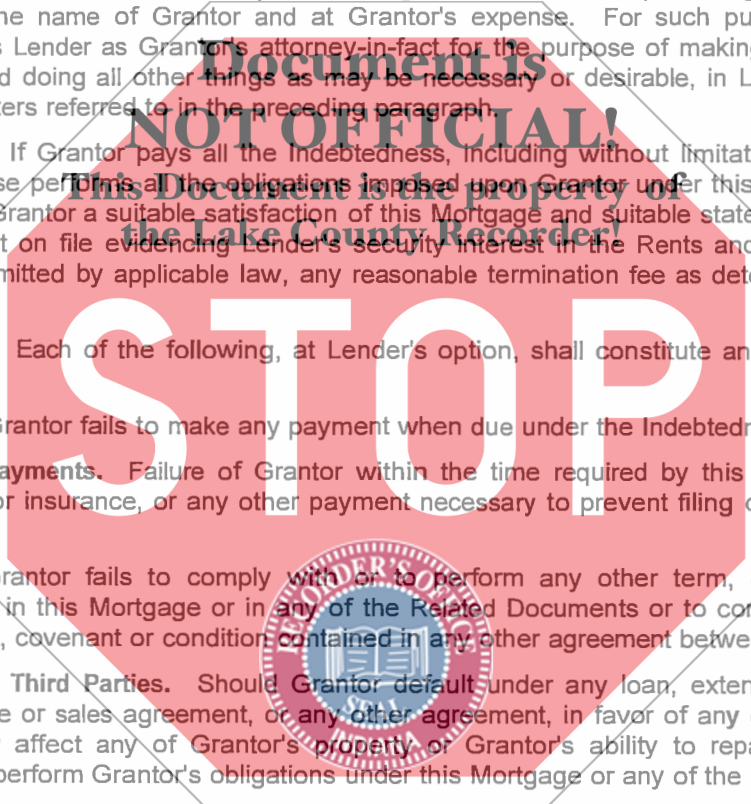 he name of Grantor and at Grantor's expense. For such pu
s Lender as Grantor's attorney-in-fact for the purpose of making
d doing all other things as may be necessary or desirable, in L
ters referred to in the preceding paragraph.
Document is
NOT OFFICIAL!
This Document is the property of
the Lake County Recorder!
If Grantor pays all the Indebtedness, including without limitat
se performs all the obligations imposed upon Grantor under this
Grantor a suitable satisfaction of this Mortgage and suitable state
t on file evidencing Lender's security interest in the Rents and
mitted by applicable law, any reasonable termination fee as dete
STOP
Each of the following, at Lender's option, shall constitute an
Grantor fails to make any payment when due under the Indebtedn
ayments. Failure of Grantor within the time required by this
or insurance, or any other payment necessary to prevent filing o
Grantor fails to comply with or to perform any other term,
in this Mortgage or in any of the Related Documents or to con
, covenant or condition contained in any other agreement betwe
Third Parties. Should Grantor default under any loan, exten
e or sales agreement, or any other agreement, in favor of any
affect any of Grantor's property or Grantor's ability to repa
perform Grantor's obligations under this Mortgage or any of the
RECORDER'S OFFICE
SEAL
INDIANA